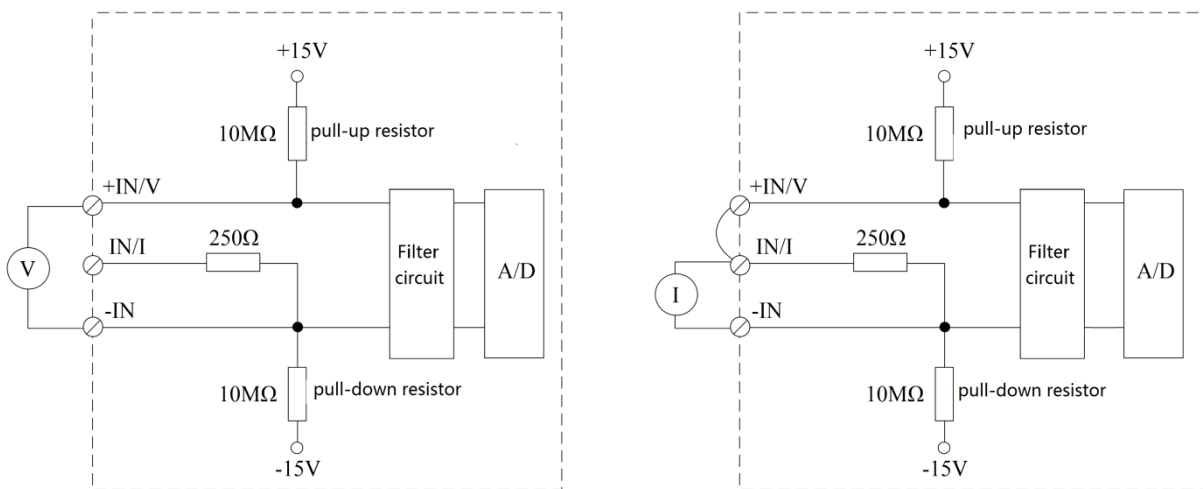 +15V
10MΩ
pull-up resistor
+IN/V
IN/I
250Ω
V
Filter
circuit
A/D
-IN
10MΩ
pull-down resistor
-15V
+15V
10MΩ
pull-up resistor
+IN/V
IN/I
250Ω
I
Filter
circuit
A/D
-IN
10MΩ
pull-down resistor
-15V